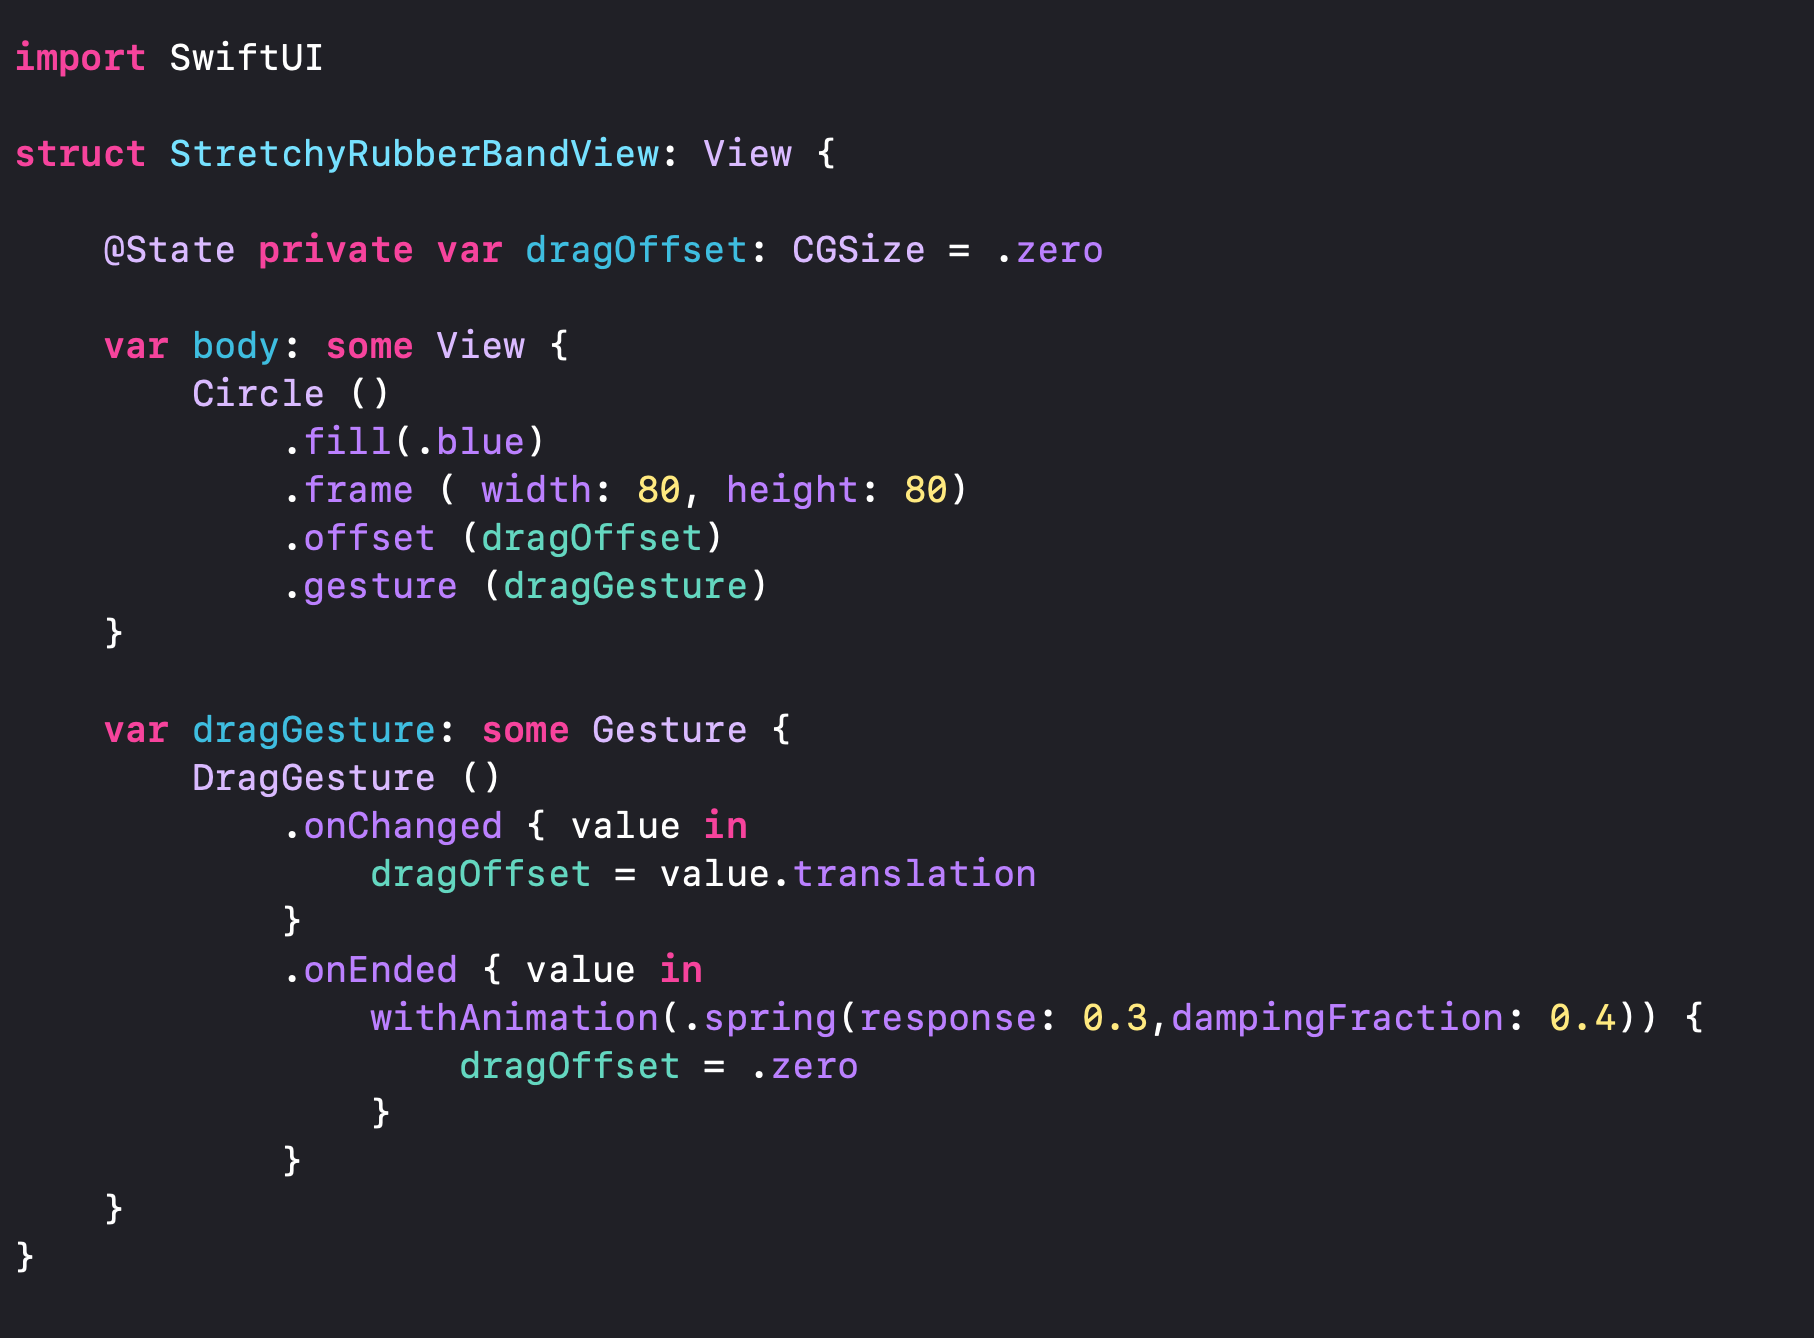 import SwiftUI
struct StretchyRubberBandView: View {
@State private var dragOffset: CGSize = .zero
var body: some View {
Circle ()
.fill(.blue)
.frame ( width: 80, height: 80)
.offset (dragOffset)
.gesture (dragGesture)
}
var dragGesture: some Gesture {
DragGesture ()
.onChanged { value in
dragOffset = value.translation
}
.onEnded { value in
withAnimation(.spring(response: 0.3,dampingFraction: 0.4)) {
dragOffset = .zero
}
}
}
}